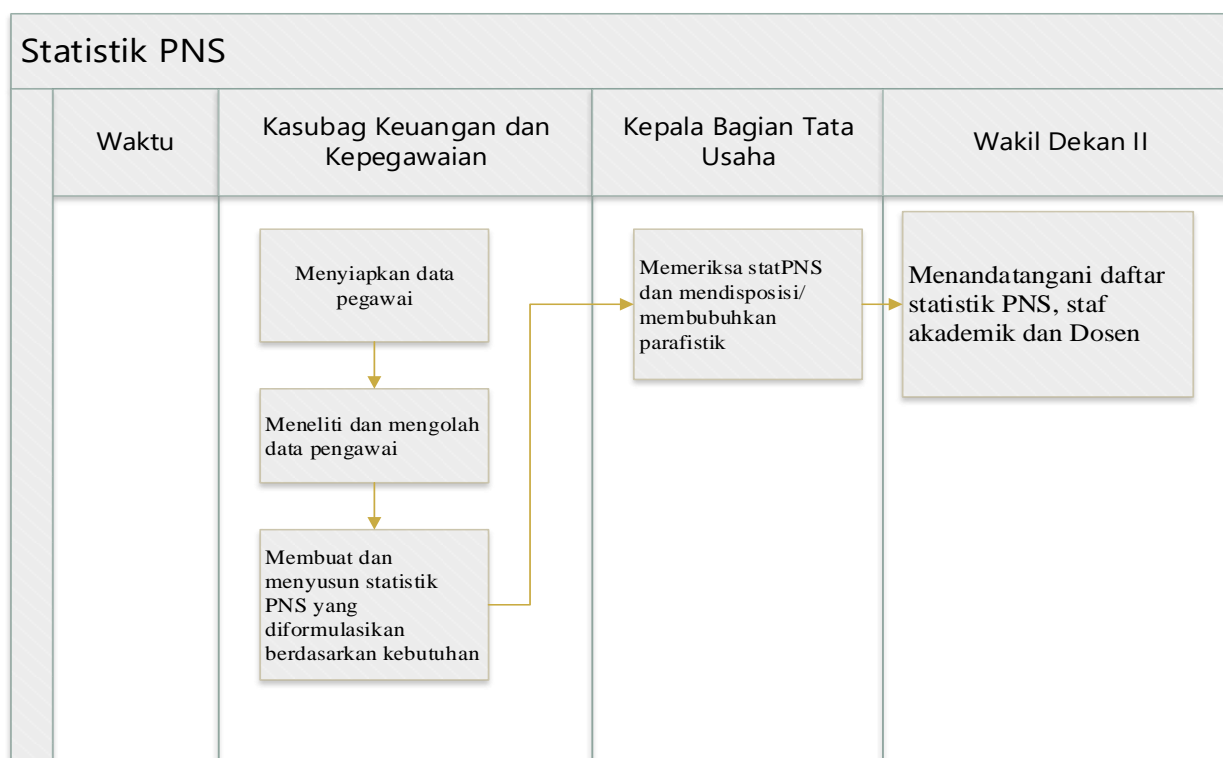 Statistik PNS
Waktu
Kasubag Keuangan dan
Kepegawaian
Kepala Bagian Tata
Usaha
Wakil Dekan II
Menyiapkan data
pegawai
Meneliti dan mengolah
data pengawai
Membuat dan
menyusun statistik
PNS yang
diformulasikan
berdasarkan kebutuhan
Memeriksa statPNS
dan mendisposisi/
membubuhkan
parafistik
Menandatangani daftar
statistik PNS, staf
akademik dan Dosen